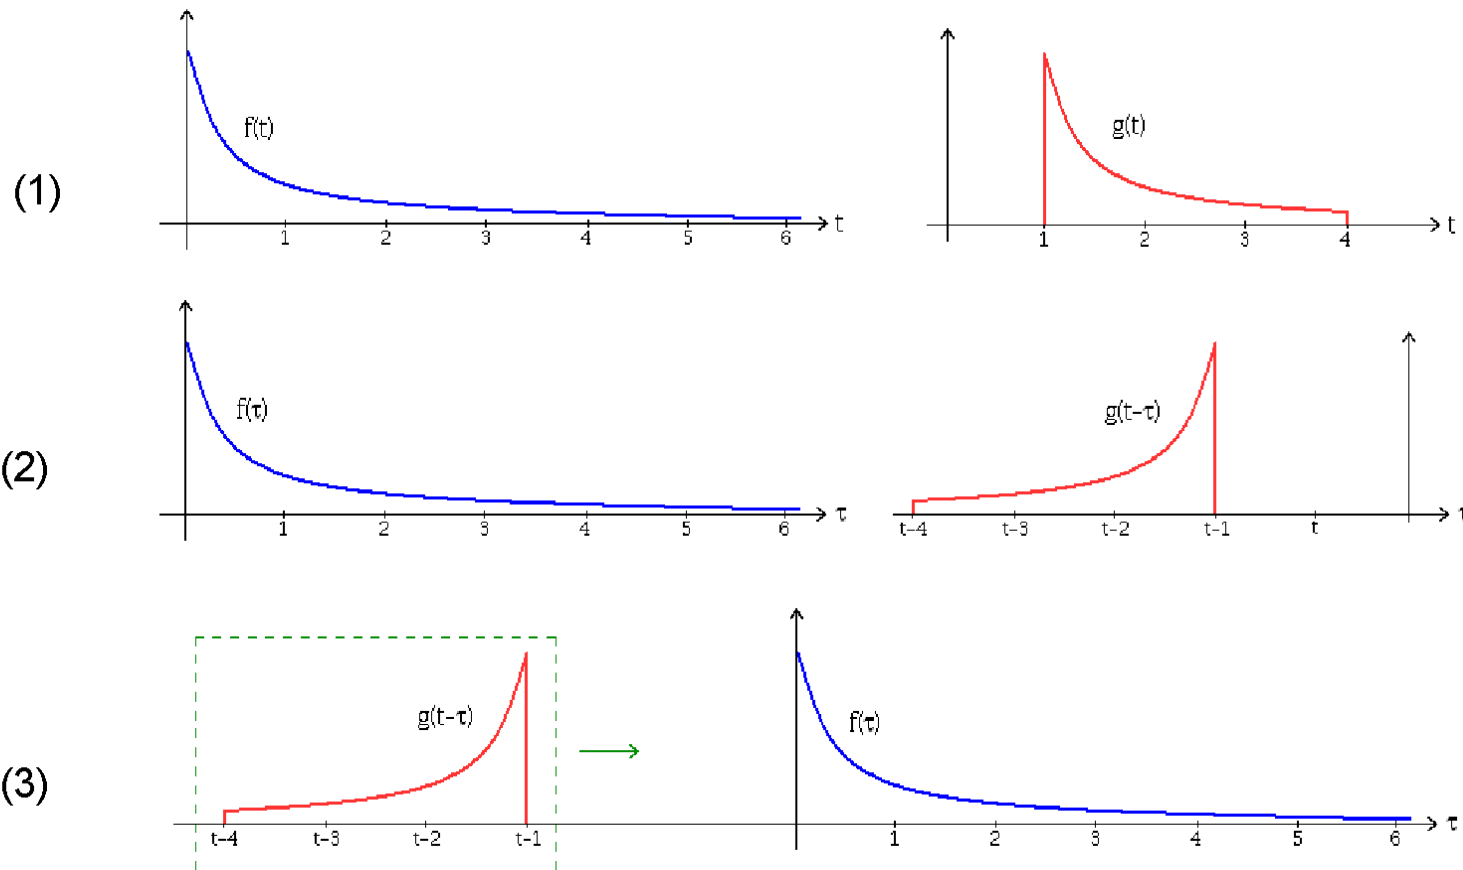 (1)
f(t)
1 2 3 4 5 6 t
g(t)
1 2 3 4 t
(2)
f(τ)
1 2 3 4 5 6 τ
g(t-τ)
t-4 t-3 t-2 t-1 t
(3)
g(t-τ)
t-4 t-3 t-2 t-1
f(τ)
1 2 3 4 5 6 τ